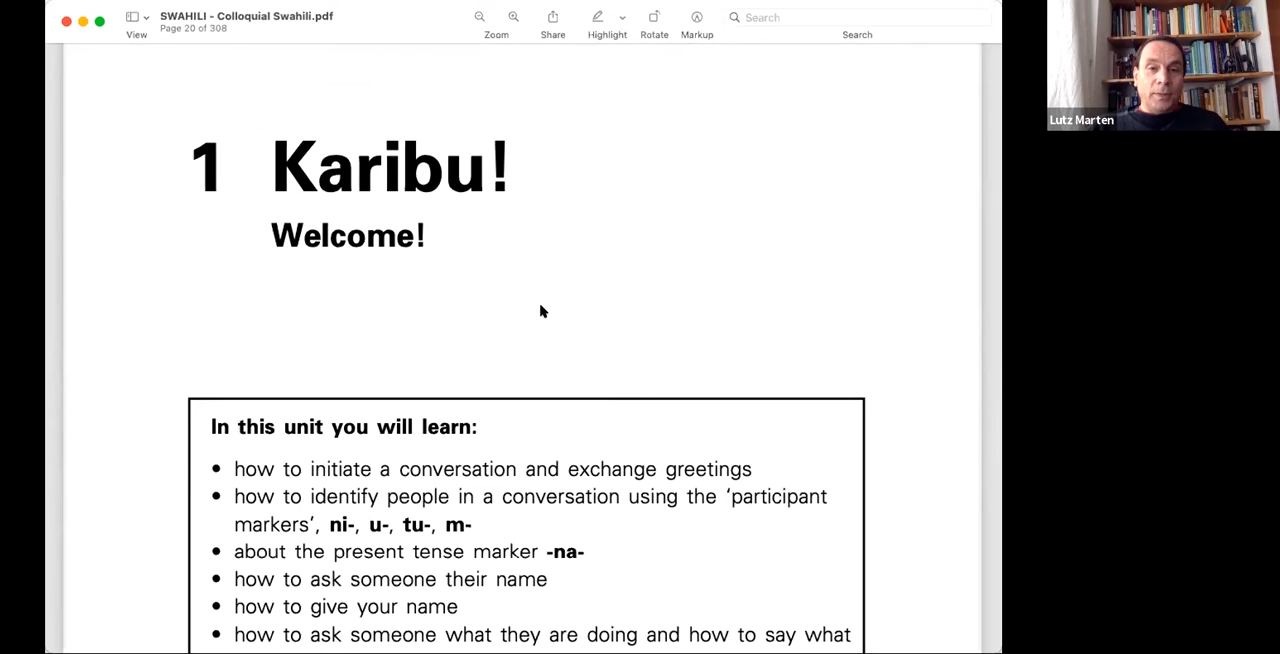 SWAHILI - Colloquial Swahili.pdf
Page 20 of 308
View
Zoom
Share
Highlight
Rotate
Markup
Search
Search
Lutz Marten
1 Karibu!
Welcome!
In this unit you will learn:
• how to initiate a conversation and exchange greetings
• how to identify people in a conversation using the ‘participant
markers’, ni-, u-, tu-, m-
• about the present tense marker -na-
• how to ask someone their name
• how to give your name
• how to ask someone what they are doing and how to say what